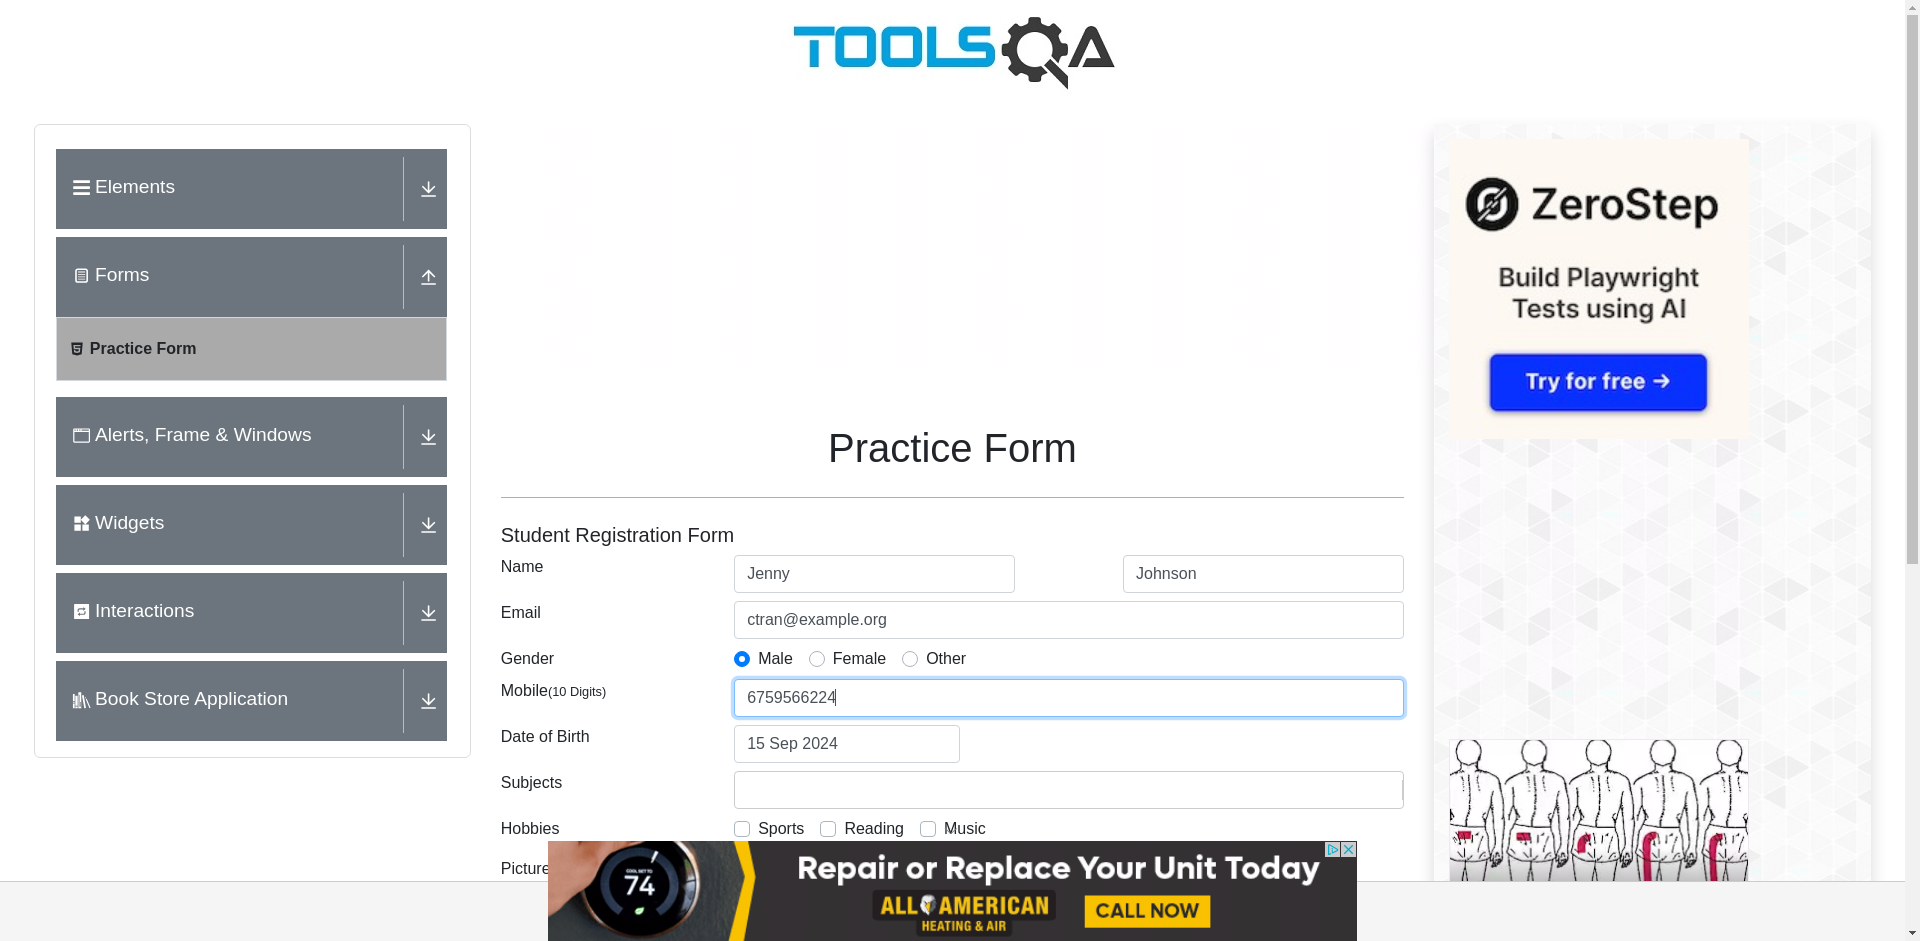 TOOLSQA
Elements
Forms
Practice Form
Alerts, Frame & Windows
Widgets
Interactions
Book Store Application
Practice Form
Student Registration Form
Name
Jenny
Johnson
Email
ctran@example.org
Gender
Male
Female
Other
Mobile(10 Digits)
6759566224
Date of Birth
15 Sep 2024
Subjects
Hobbies
Sports
Reading
Music
Picture
ZeroStep
Build Playwright
Tests using AI
Try for free →
COOL SET TO
74
Repair or Replace Your Unit Today
ALL AMERICAN
HEATING & AIR
CALL NOW